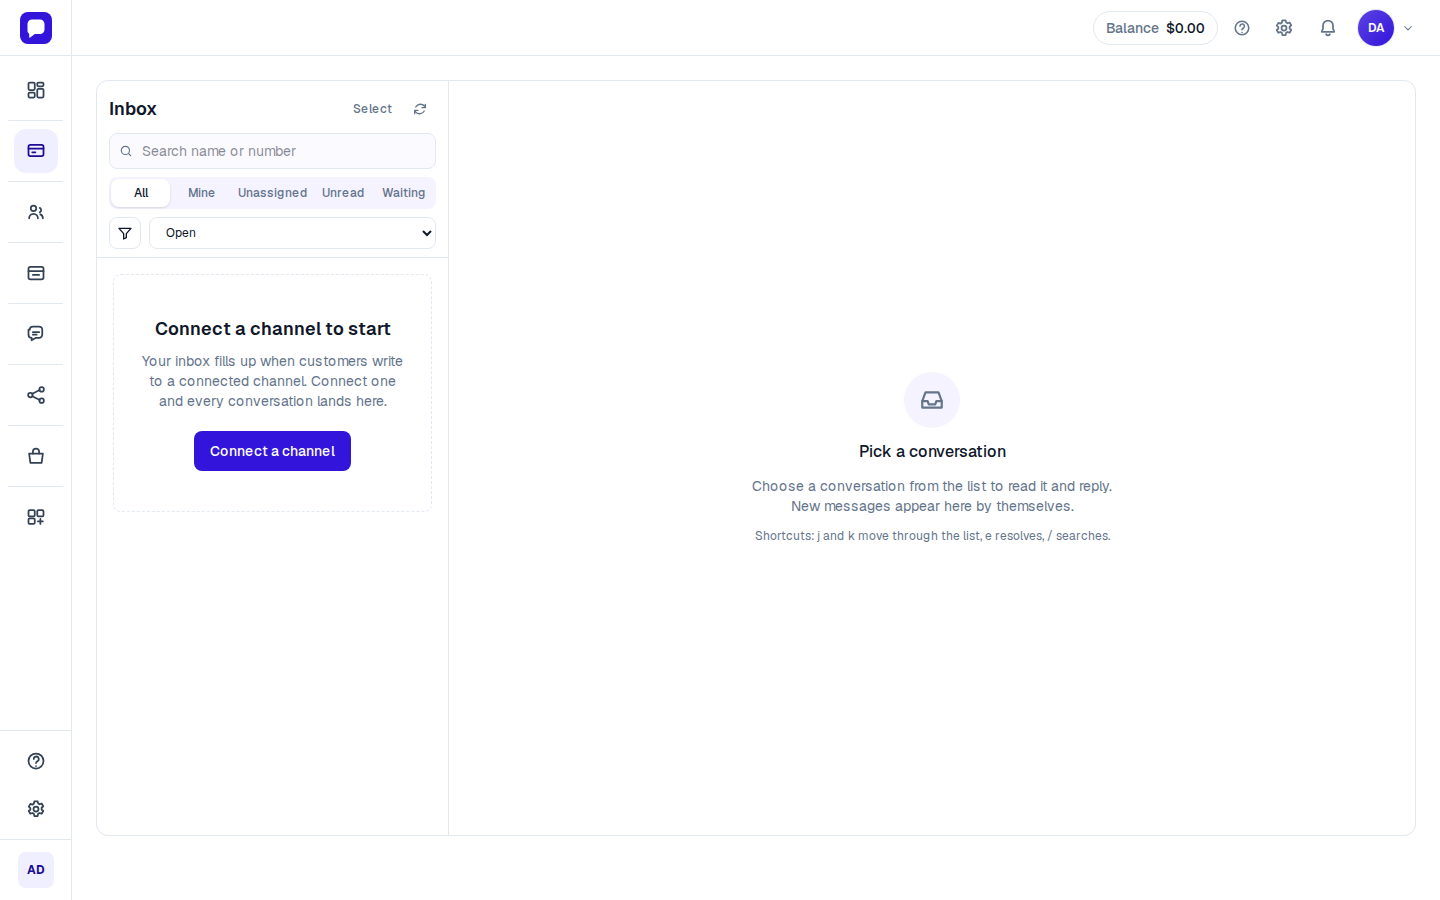 Balance $0.00
DA
Inbox
Select
Search name or number
All Mine Unassigned Unread Waiting
Open
Connect a channel to start
Your inbox fills up when customers write
to a connected channel. Connect one
and every conversation lands here.
Connect a channel
Pick a conversation
Choose a conversation from the list to read it and reply.
New messages appear here by themselves.
Shortcuts: j and k move through the list, e resolves, / searches.
AD